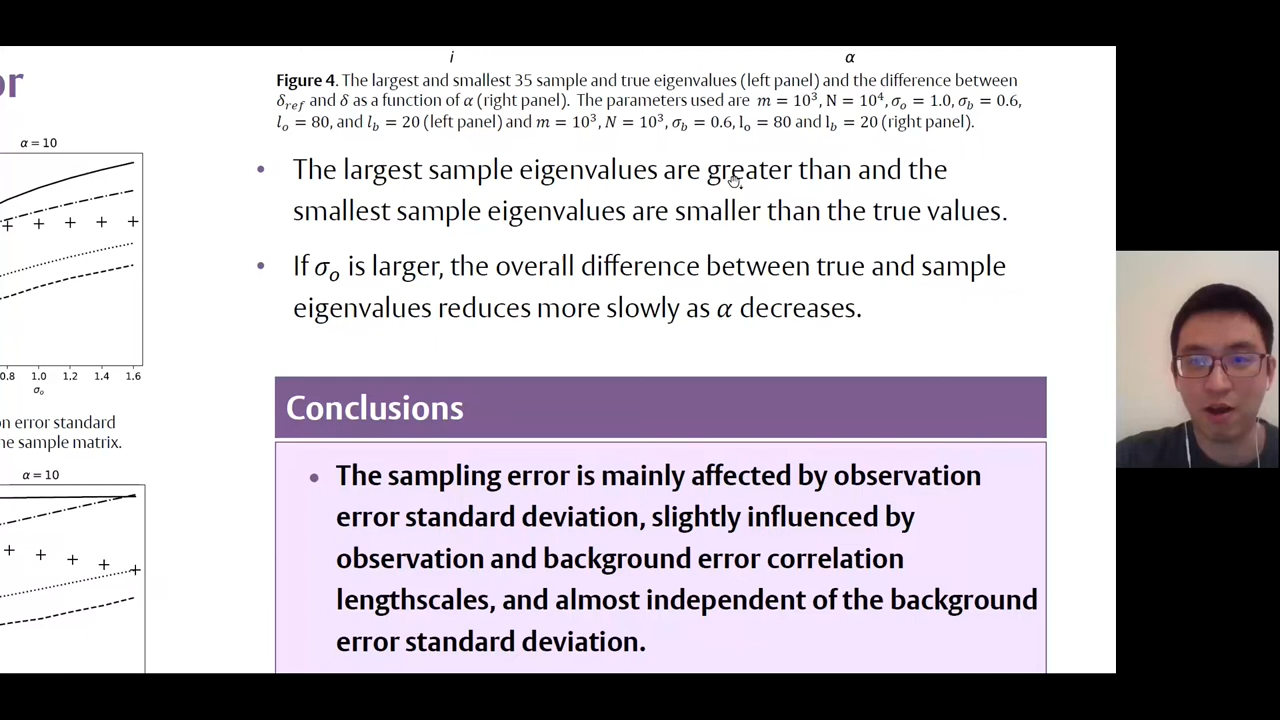 or
α = 10
0.8 1.0 1.2 1.4 1.6
σₒ
on error standard
he sample matrix.
α = 10
i
α
Figure 4. The largest and smallest 35 sample and true eigenvalues (left panel) and the difference between
δ_ref and δ as a function of α (right panel). The parameters used are m = 10³, N = 10⁴, σₒ = 1.0, σ_b = 0.6,
lₒ = 80, and l_b = 20 (left panel) and m = 10³, N = 10³, σ_b = 0.6, lₒ = 80 and l_b = 20 (right panel).
• The largest sample eigenvalues are greater than and the
smallest sample eigenvalues are smaller than the true values.
• If σₒ is larger, the overall difference between true and sample
eigenvalues reduces more slowly as α decreases.
Conclusions
• The sampling error is mainly affected by observation
error standard deviation, slightly influenced by
observation and background error correlation
lengthscales, and almost independent of the background
error standard deviation.